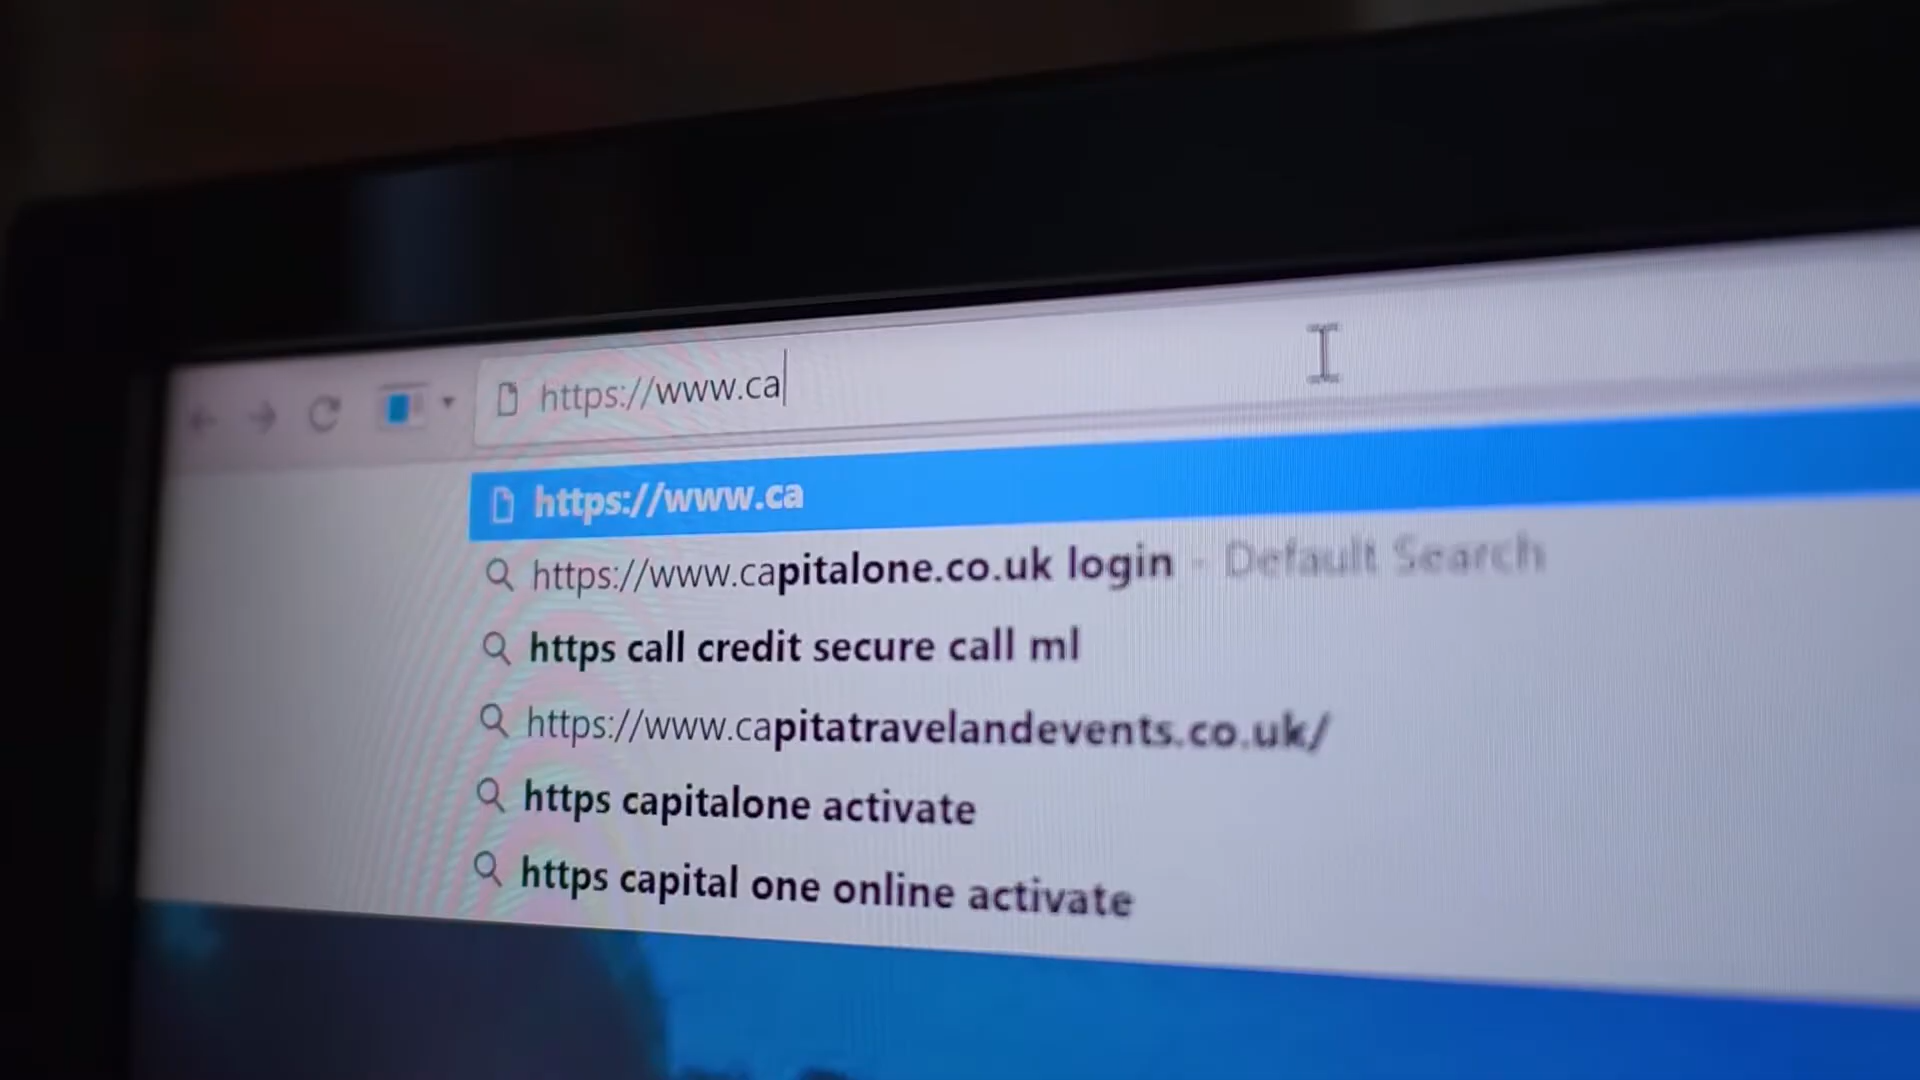 https://www.ca
https://www.ca
https://www.capitalone.co.uk login - Default Search
https call credit secure call ml
https://www.capitatravelandevents.co.uk/
https capitalone activate
https capital one online activate